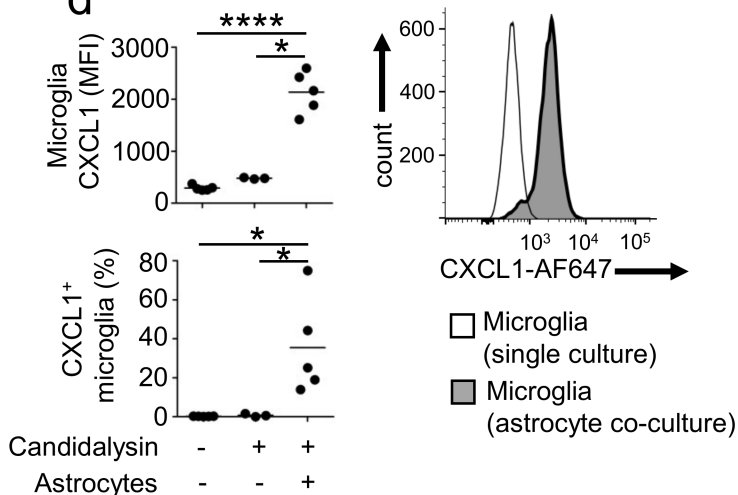 d
****
*
3000
2000
1000
0
Microglia
CXCL1 (MFI)
*
*
80
60
40
20
0
CXCL1⁺
microglia (%)
Candidalysin - + +
Astrocytes - - +
600
400
200
count
10³ 10⁴ 10⁵
CXCL1-AF647
Microglia
(single culture)
Microglia
(astrocyte co-culture)